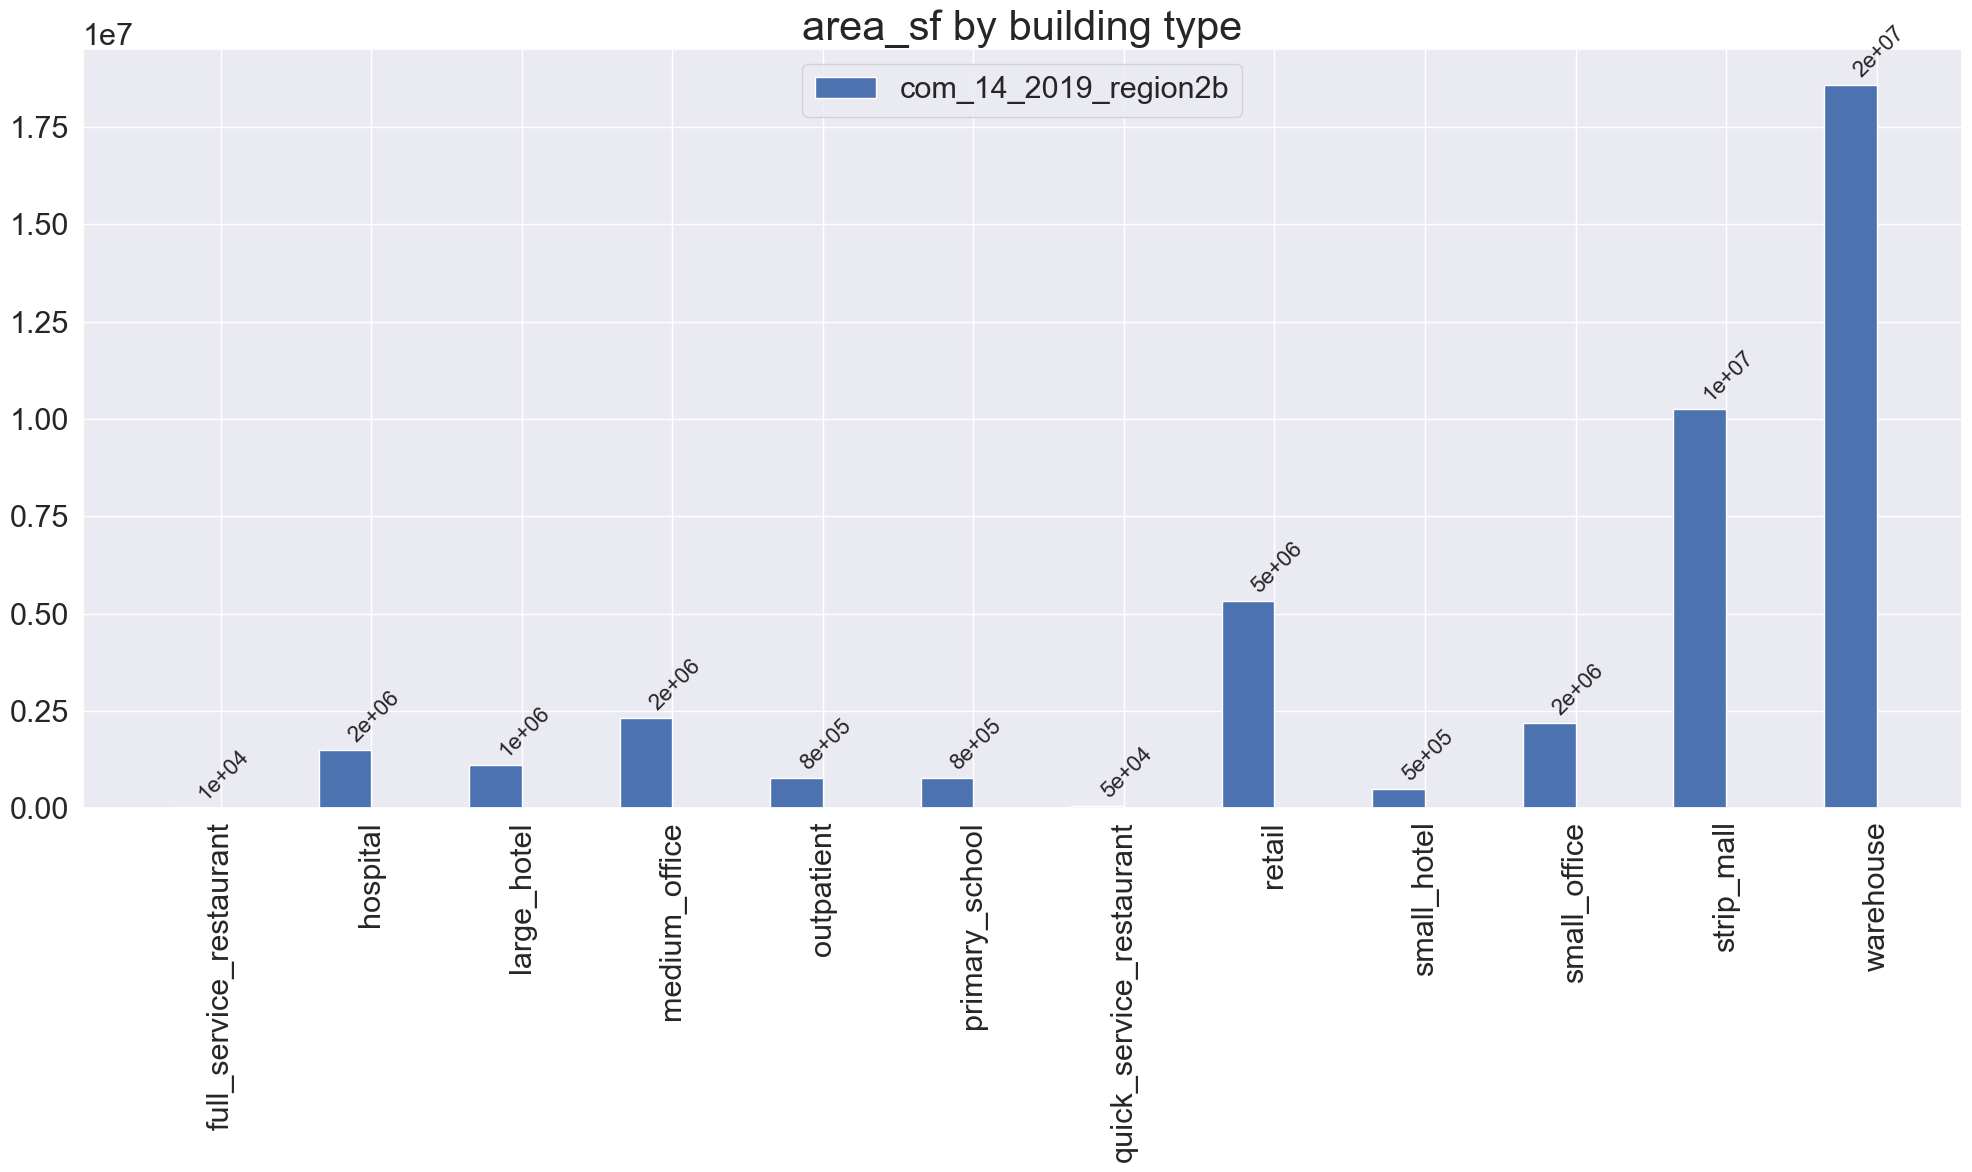 area_sf by building type
1e7
com_14_2019_region2b
1.75
1.50
1.25
1.00
0.75
0.50
0.25
0.00
1e+04
2e+06
1e+06
2e+06
8e+05
8e+05
5e+04
5e+06
5e+05
2e+06
1e+07
2e+07
full_service_restaurant
hospital
large_hotel
medium_office
outpatient
primary_school
quick_service_restaurant
retail
small_hotel
small_office
strip_mall
warehouse